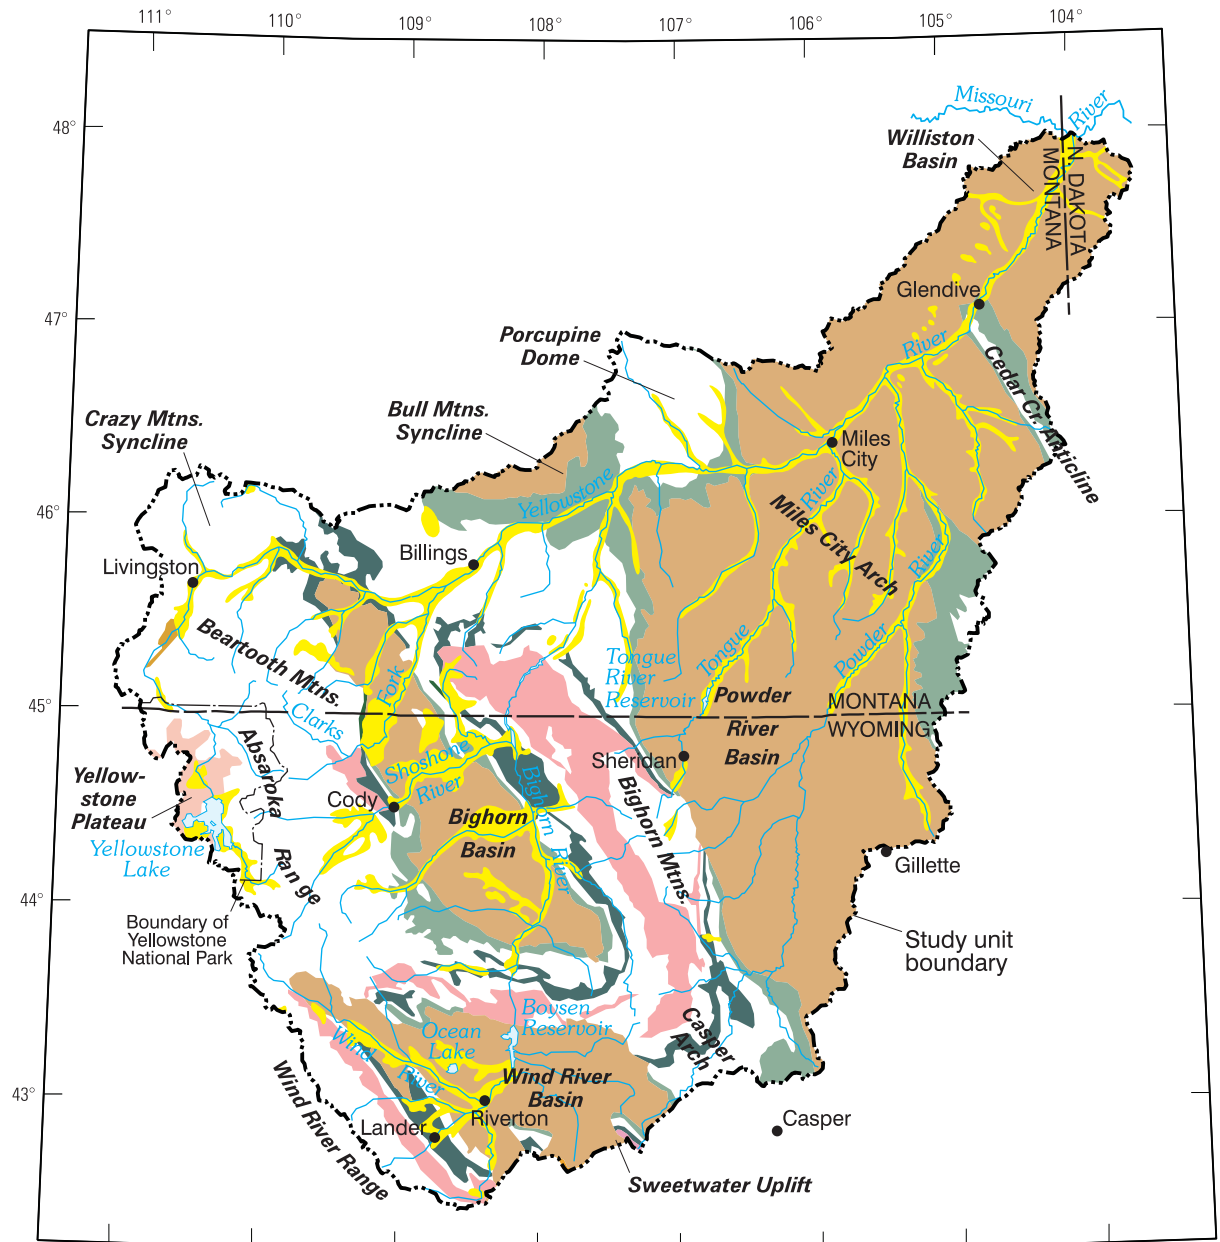 111°
110°
109°
108°
107°
106°
105°
104°
48°
47°
46°
45°
44°
43°
Missouri
River
Williston
Basin
N. DAKOTA
MONTANA
Glendive
Porcupine
Dome
River
Cedar Cr. Anticline
Bull Mtns.
Syncline
Crazy Mtns.
Syncline
Miles
City
Yellowstone
River
Miles City Arch
Billings
Livingston
River
Beartooth Mtns.
Tongue
River
Reservoir
Tongue
Powder
Fork
Clarks
Powder
River
Basin
MONTANA
WYOMING
Absaroka
Range
Shoshone
River
Sheridan
Yellow-
stone
Plateau
Cody
Bighorn
River
Bighorn Mtns.
Bighorn
Basin
Yellowstone
Lake
Gillette
Boundary of
Yellowstone
National Park
Study unit
boundary
Boysen
Reservoir
Ocean
Lake
Wind
River
Casper
Arch
Wind River
Basin
Wind River Range
Riverton
Lander
Casper
Sweetwater Uplift